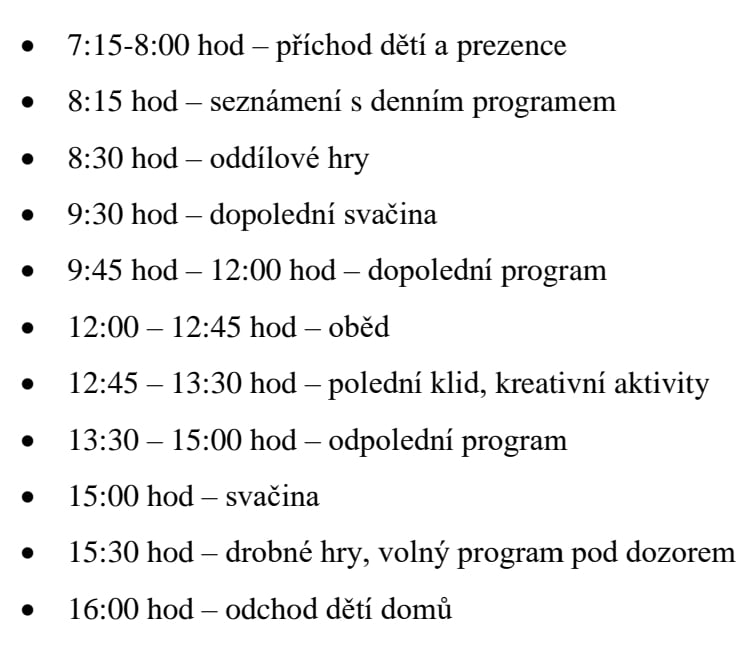 • 7:15-8:00 hod – příchod dětí a prezence
• 8:15 hod – seznámení s denním programem
• 8:30 hod – oddílové hry
• 9:30 hod – dopolední svačina
• 9:45 hod – 12:00 hod – dopolední program
• 12:00 – 12:45 hod – oběd
• 12:45 – 13:30 hod – polední klid, kreativní aktivity
• 13:30 – 15:00 hod – odpolední program
• 15:00 hod – svačina
• 15:30 hod – drobné hry, volný program pod dozorem
• 16:00 hod – odchod dětí domů